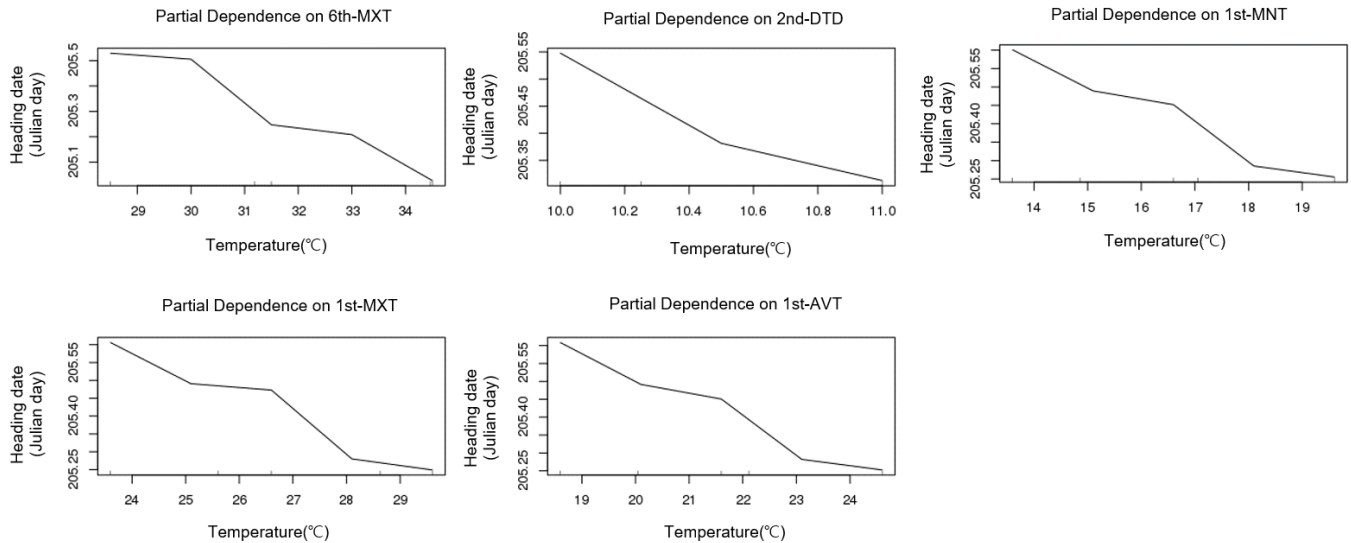 Partial Dependence on 6th-MXT
Heading date
(Julian day)
205.5
205.3
205.1
29 30 31 32 33 34
Temperature(℃)
Partial Dependence on 2nd-DTD
Heading date
(Julian day)
205.55
205.45
205.35
10.0 10.2 10.4 10.6 10.8 11.0
Temperature(℃)
Partial Dependence on 1st-MNT
Heading date
(Julian day)
205.55
205.40
205.25
14 15 16 17 18 19
Temperature(℃)
Partial Dependence on 1st-MXT
Heading date
(Julian day)
205.55
205.40
205.25
24 25 26 27 28 29
Temperature(℃)
Partial Dependence on 1st-AVT
Heading date
(Julian day)
205.55
205.40
205.25
19 20 21 22 23 24
Temperature(℃)